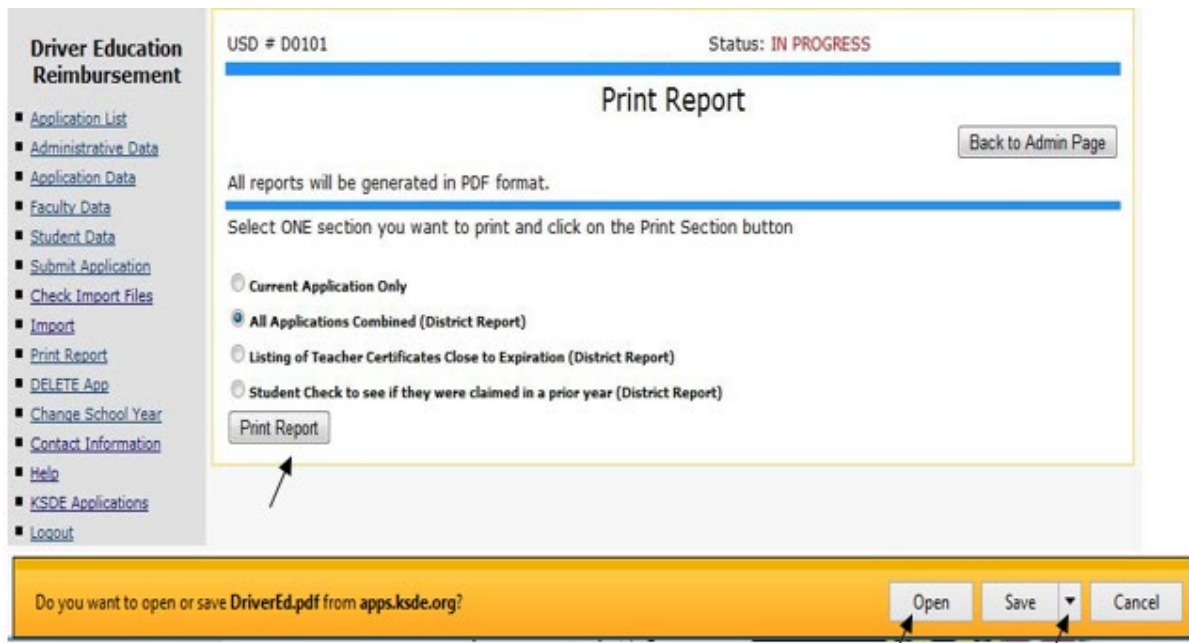 Driver Education
Reimbursement
Application List
Administrative Data
Application Data
Faculty Data
Student Data
Submit Application
Check Import Files
Import
Print Report
DELETE App
Change School Year
Contact Information
Help
KSDE Applications
Logout
USD # D0101 Status: IN PROGRESS
Print Report
Back to Admin Page
All reports will be generated in PDF format.
Select ONE section you want to print and click on the Print Section button
Current Application Only
All Applications Combined (District Report)
Listing of Teacher Certificates Close to Expiration (District Report)
Student Check to see if they were claimed in a prior year (District Report)
Print Report
Do you want to open or save DriverEd.pdf from apps.ksde.org? Open Save Cancel